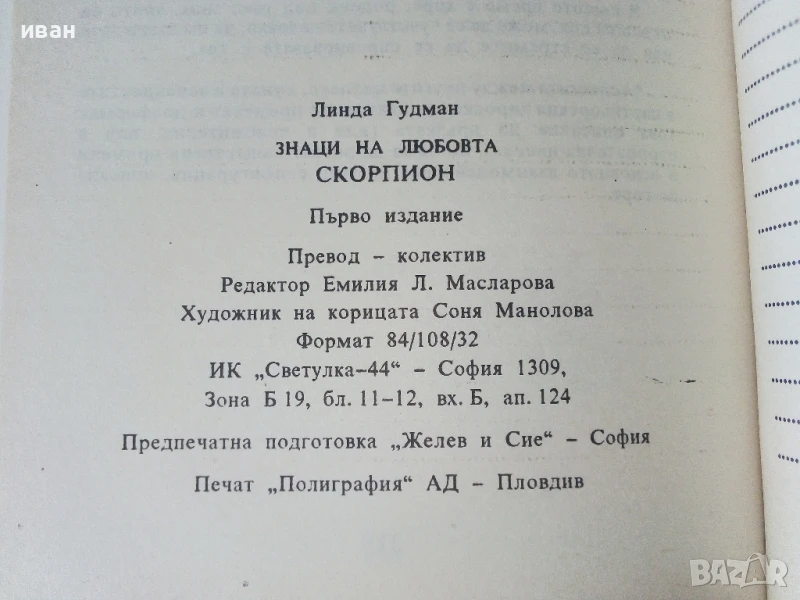 иван
Линда Гудман
ЗНАЦИ НА ЛЮБОВТА
СКОРПИОН
Първо издание
Превод – колектив
Редактор Емилия Л. Масларова
Художник на корицата Соня Манолова
Формат 84/108/32
ИК „Светулка-44“ – София 1309,
Зона Б 19, бл. 11–12, вх. Б, ап. 124
Предпечатна подготовка „Желев и Сие“ – София
Печат „Полиграфия“ АД – Пловдив
BAZAR